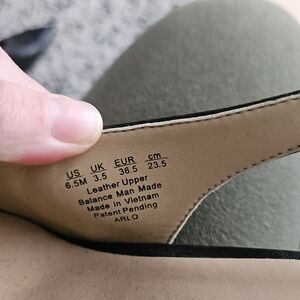 US UK EUR cm
6.5M 3.5 36.5 23.5
Leather Upper
Balance Man Made
Made in Vietnam
Patent Pending
ARLO